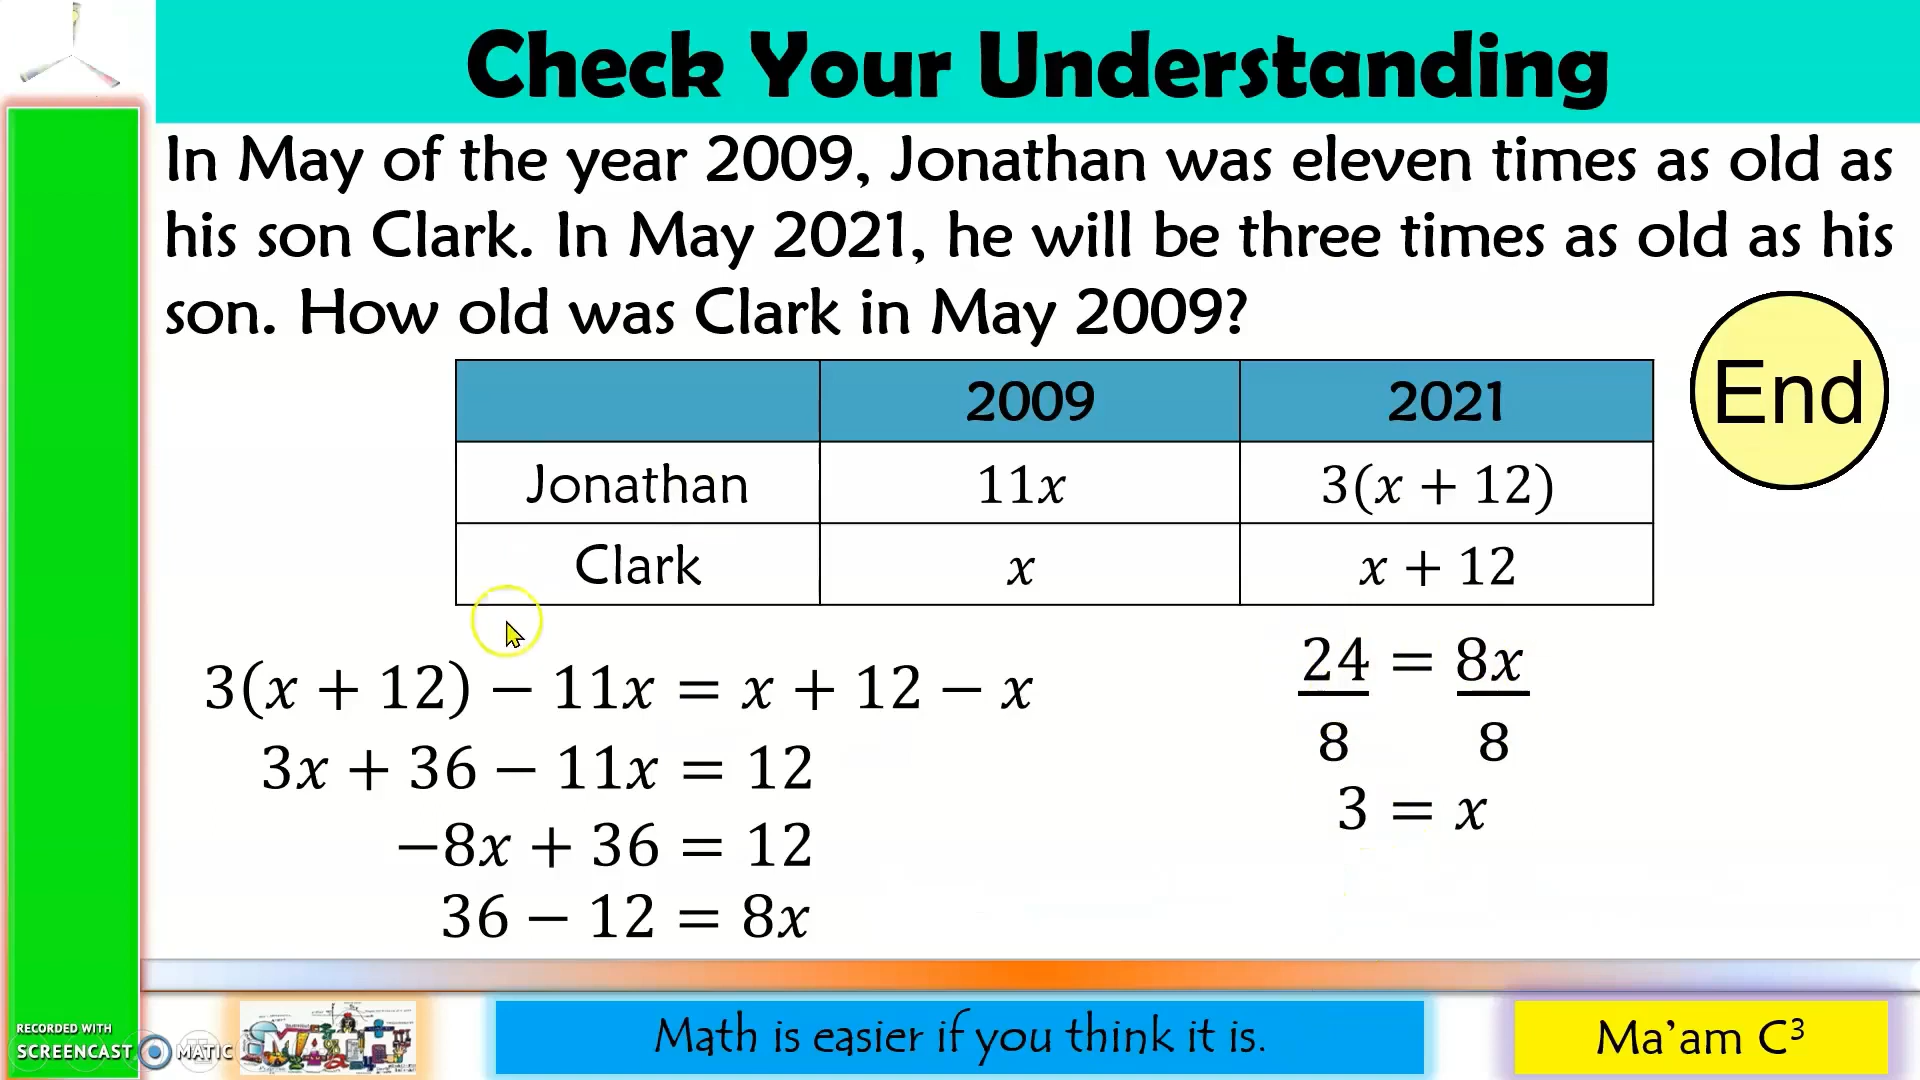 Check Your Understanding
In May of the year 2009, Jonathan was eleven times as old as
his son Clark. In May 2021, he will be three times as old as his
son. How old was Clark in May 2009?
End
2009 2021
Jonathan 11x 3(x + 12)
Clark x x + 12
3(x + 12) − 11x = x + 12 − x
3x + 36 − 11x = 12
−8x + 36 = 12
36 − 12 = 8x
24 = 8x
8 8
3 = x
RECORDED WITH
SCREENCAST MATIC
MATH
Math is easier if you think it is.
Ma'am C³